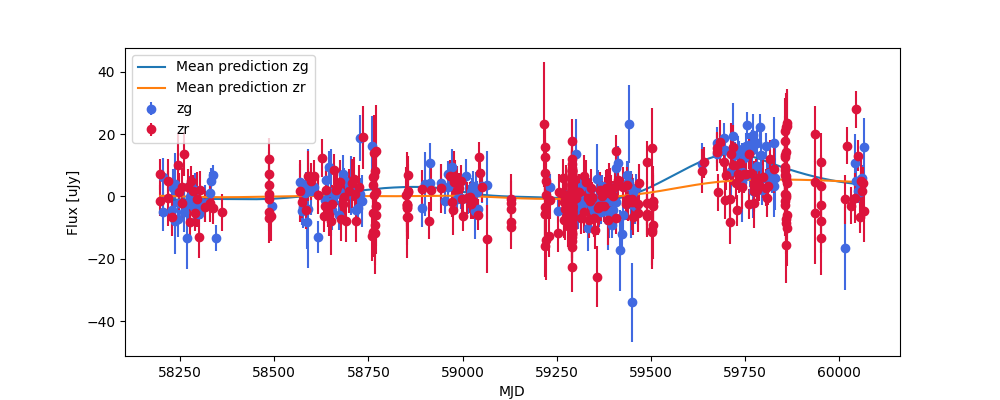 Mean prediction zg
Mean prediction zr
zg
zr
40
20
0
−20
−40
Flux [uJy]
58250
58500
58750
59000
59250
59500
59750
60000
MJD